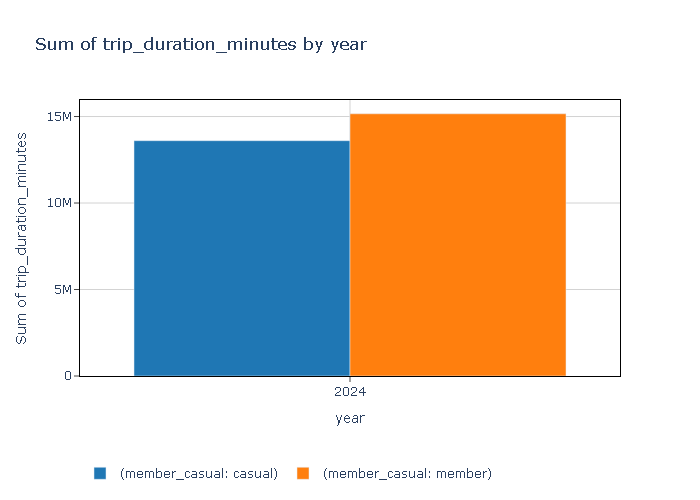 Sum of trip_duration_minutes by year
Sum of trip_duration_minutes
15M
10M
5M
0
2024
year
(member_casual: casual)
(member_casual: member)